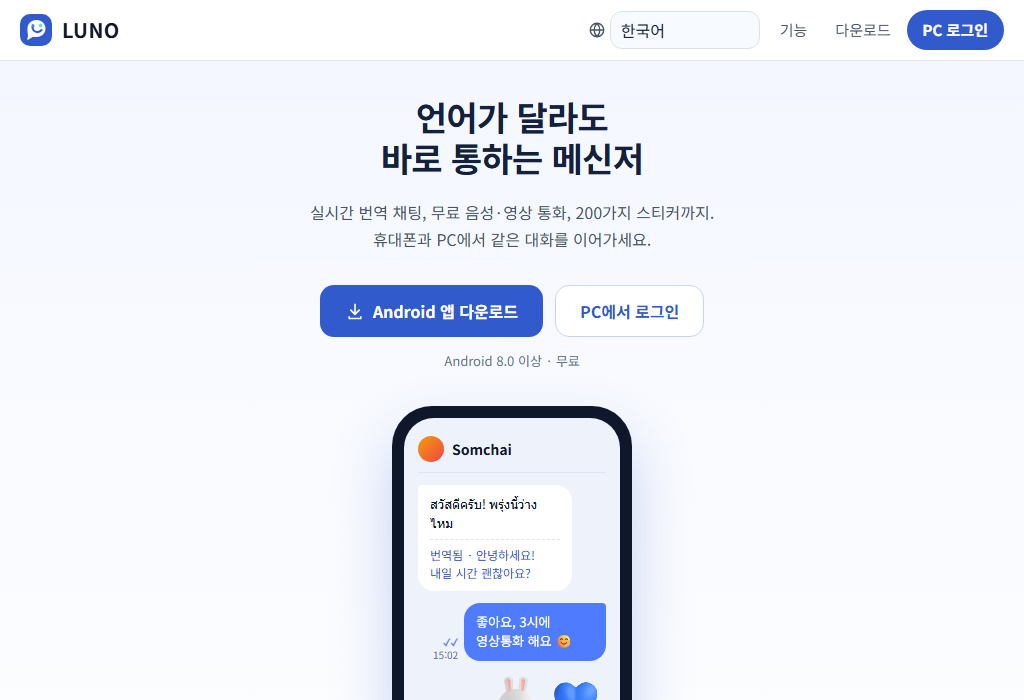 LUNO
한국어
기능
다운로드
PC 로그인
언어가 달라도
바로 통하는 메신저
실시간 번역 채팅, 무료 음성·영상 통화, 200가지 스티커까지.
휴대폰과 PC에서 같은 대화를 이어가세요.
Android 앱 다운로드
PC에서 로그인
Android 8.0 이상 · 무료
Somchai
สวัสดีครับ! พรุ่งนี้ว่าง
ไหม
번역됨 · 안녕하세요!
내일 시간 괜찮아요?
좋아요, 3시에
영상통화 해요 😊
15:02